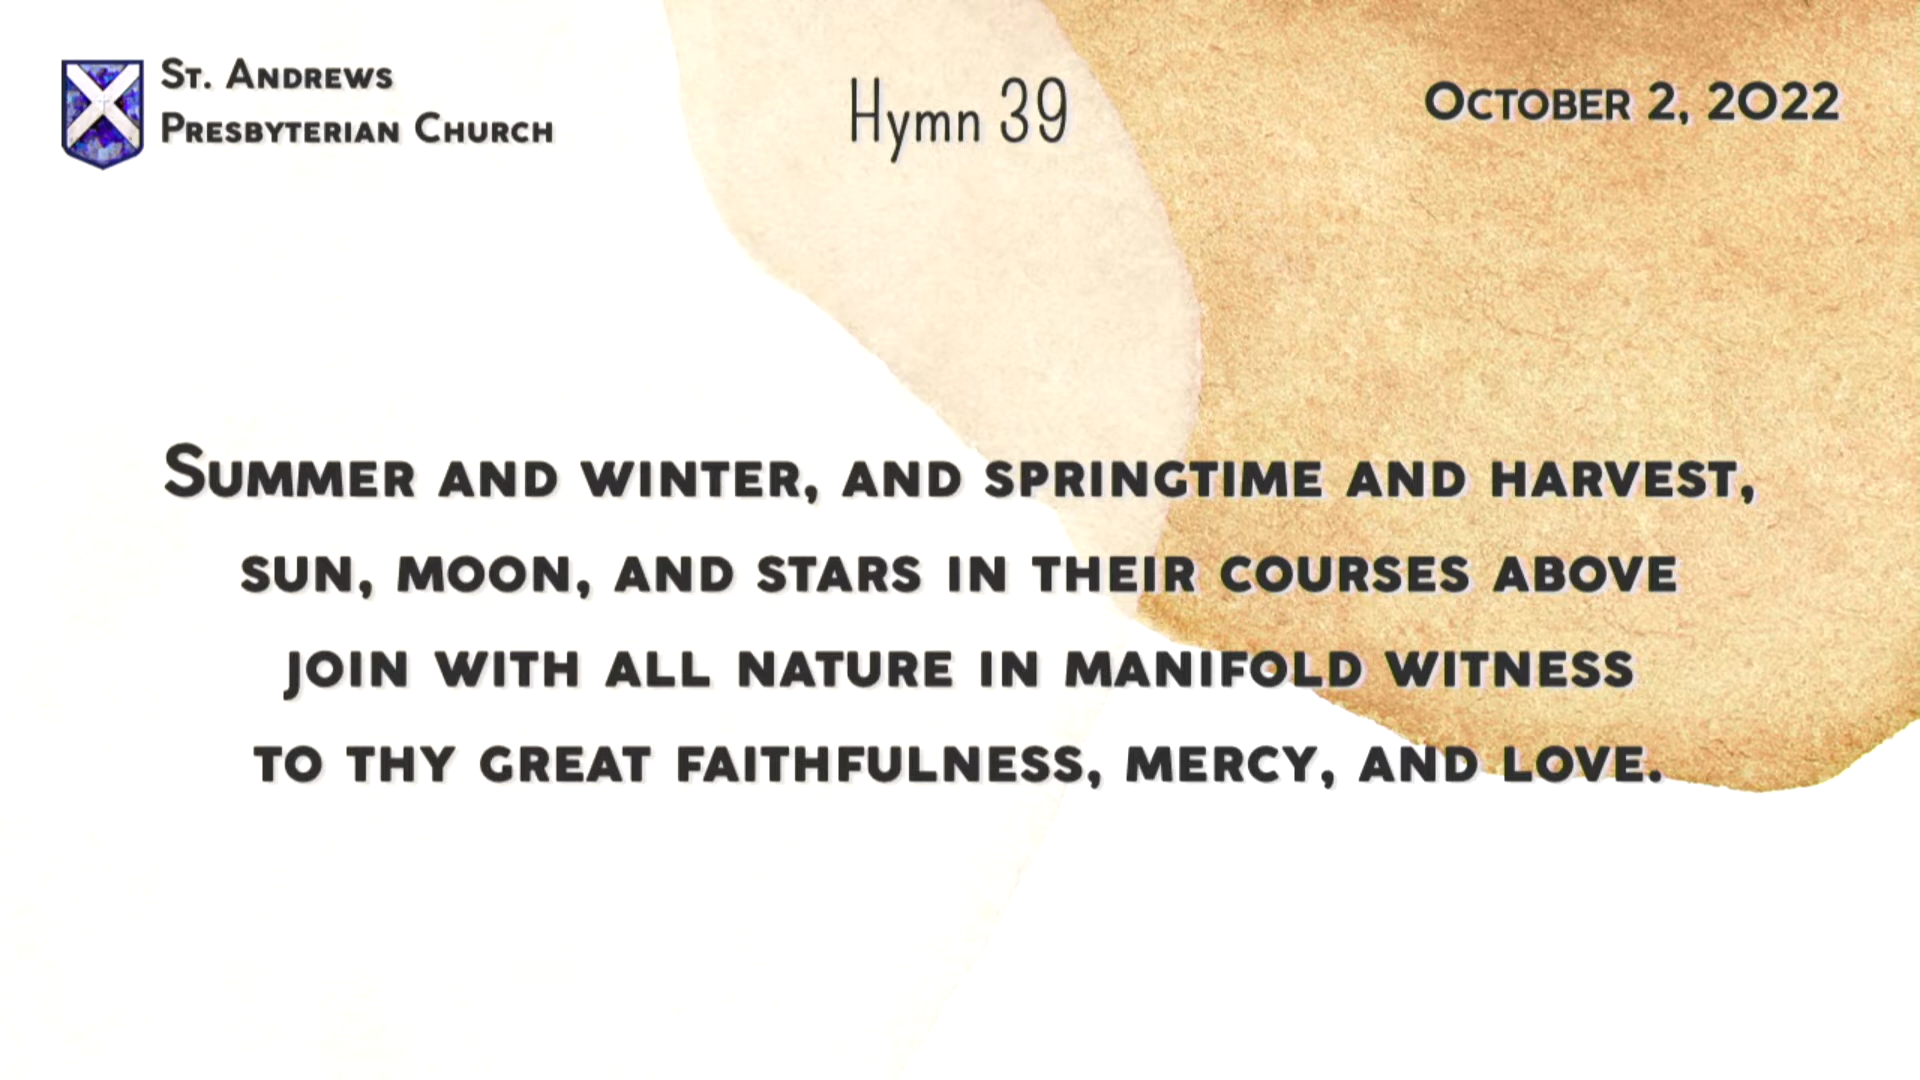 St. Andrews
Presbyterian Church
Hymn 39
October 2, 2022
Summer and winter, and springtime and harvest,
sun, moon, and stars in their courses above
join with all nature in manifold witness
to thy great faithfulness, mercy, and love.